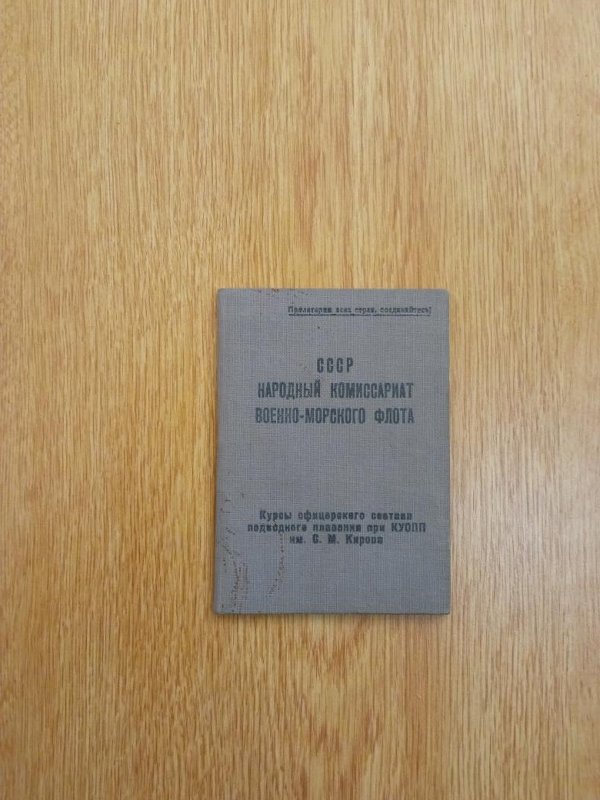 Пролетарии всех стран, соединяйтесь!
СССР
НАРОДНЫЙ КОМИССАРИАТ
ВОЕННО-МОРСКОГО ФЛОТА
Курсы офицерского состава
подводного плавания при КУОПП
им. С. М. Кирова